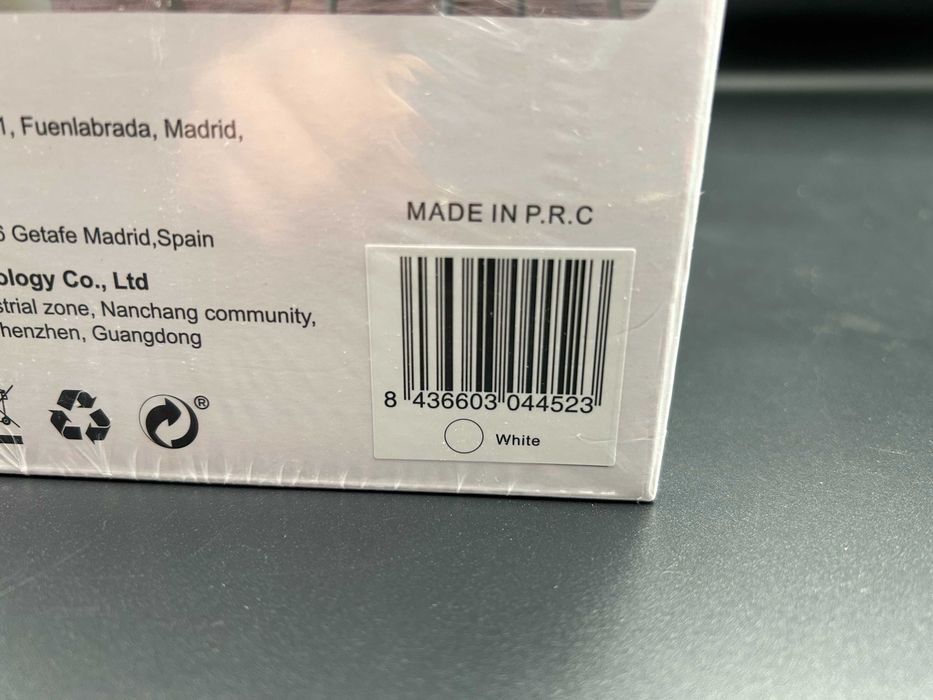 1, Fuenlabrada, Madrid,
6 Getafe Madrid,Spain
ology Co., Ltd
strial zone, Nanchang community,
henzhen, Guangdong
®
MADE IN P.R.C
8 436603 044523
White